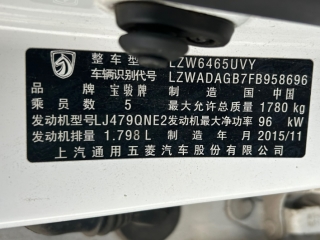 整车型号 LZW6465UVY
车辆识别代号 LZWADAGB7FB958696
品牌 宝骏牌 制造国 中国
乘员数 5 最大允许总质量 1780 kg
发动机型号 LJ479QNE2 发动机最大净功率 96 kW
发动机排量 1.798 L 制造年月 2015/11
上汽通用五菱汽车股份有限公司